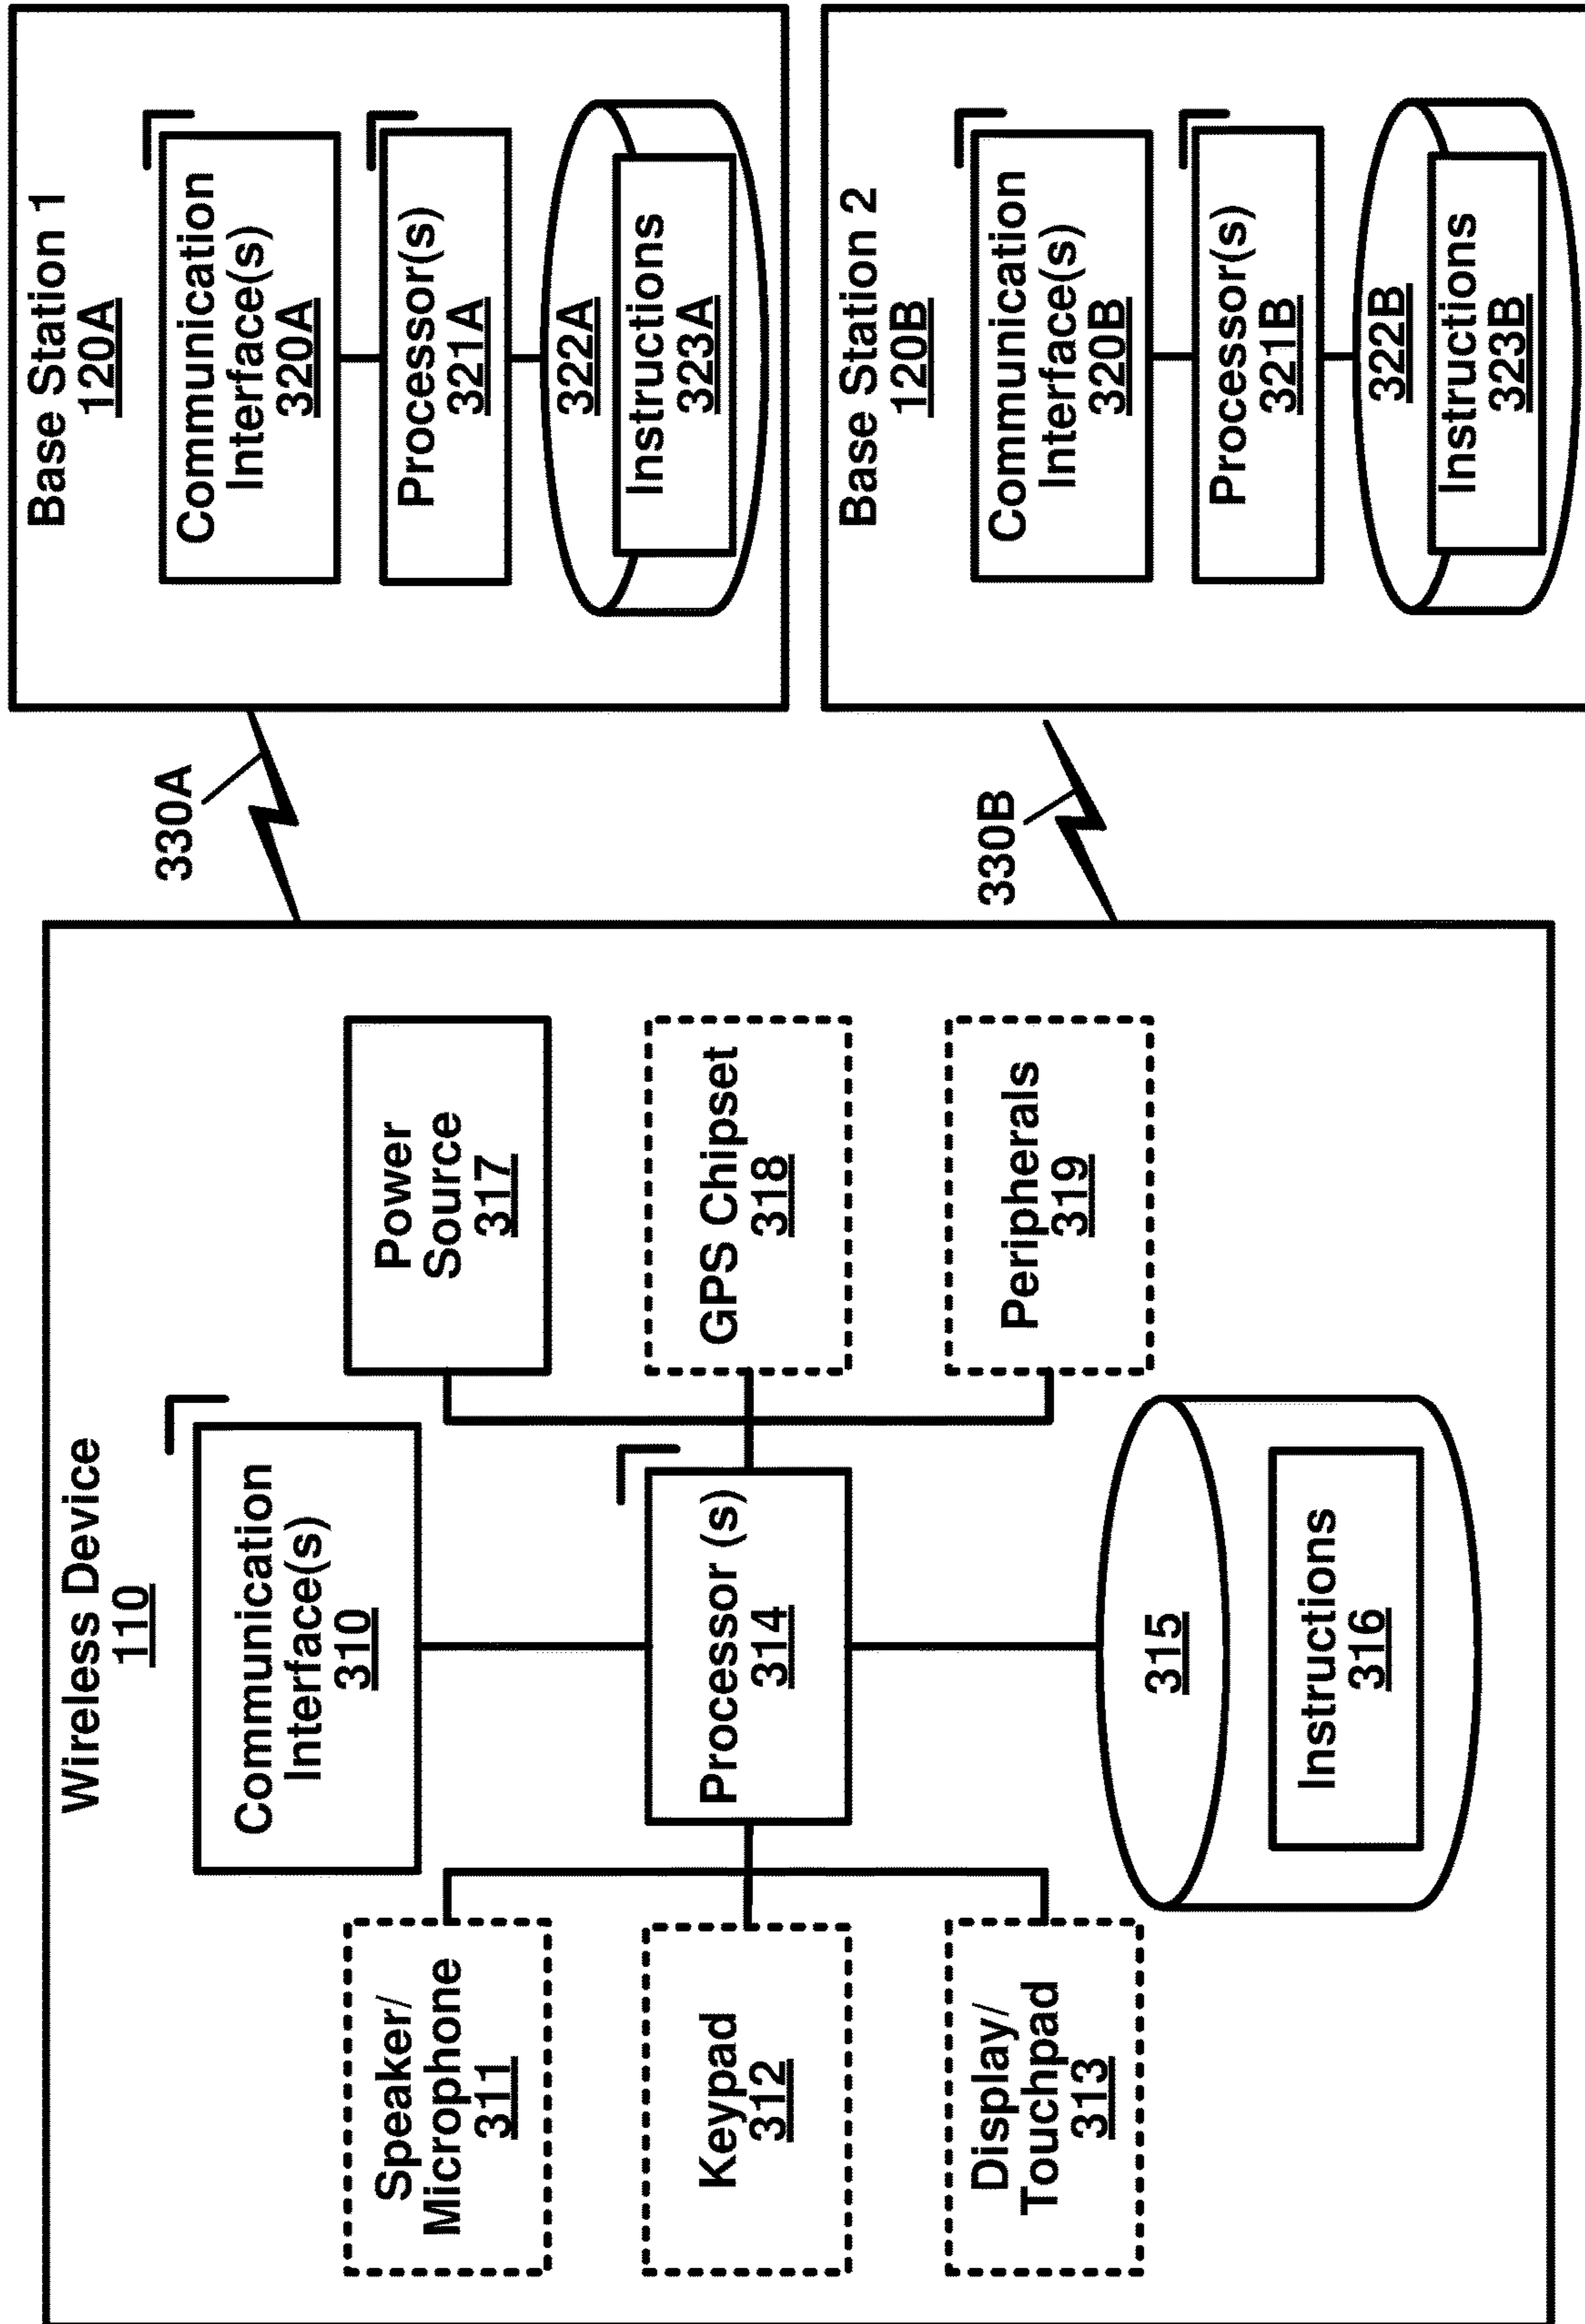 Wireless Device
110
Communication
Interface(s)
310
Speaker/
Microphone
311
Keypad
312
Display/
Touchpad
313
Processor (s)
314
315
Instructions
316
Power
Source
317
GPS Chipset
318
Peripherals
319
330A
330B
Base Station 1
120A
Communication
Interface(s)
320A
Processor(s)
321A
322A
Instructions
323A
Base Station 2
120B
Communication
Interface(s)
320B
Processor(s)
321B
322B
Instructions
323B